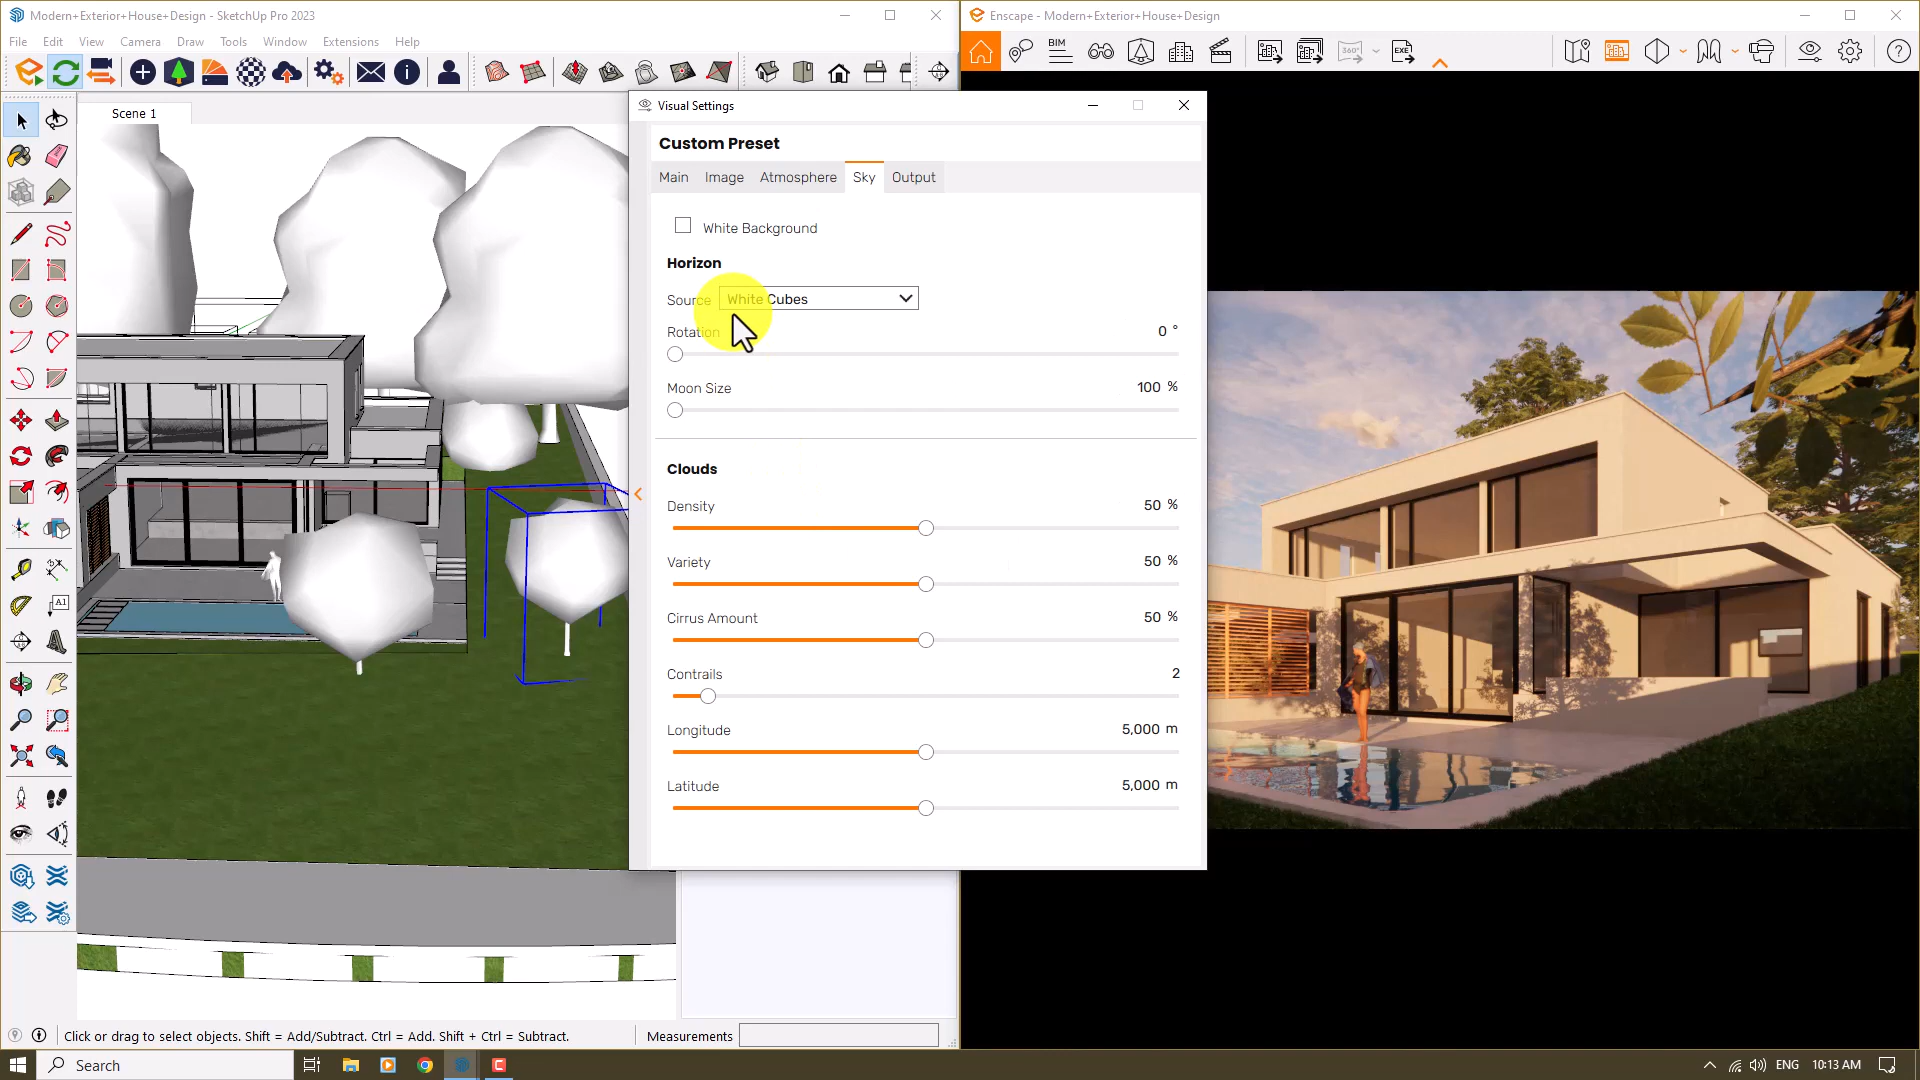 Modern+Exterior+House+Design - SketchUp Pro 2023
Enscape - Modern+Exterior+House+Design
File Edit View Camera Draw Tools Window Extensions Help
BIM
360°
EXE
Scene 1
Visual Settings
Custom Preset
Main Image Atmosphere Sky Output
White Background
Horizon
Source White Cubes
Rotation 0 °
Moon Size 100 %
Clouds
Density 50 %
Variety 50 %
Cirrus Amount 50 %
Contrails 2
Longitude 5,000 m
Latitude 5,000 m
A1
Click or drag to select objects. Shift = Add/Subtract. Ctrl = Add. Shift + Ctrl = Subtract.
Measurements
Search
ENG 10:13 AM